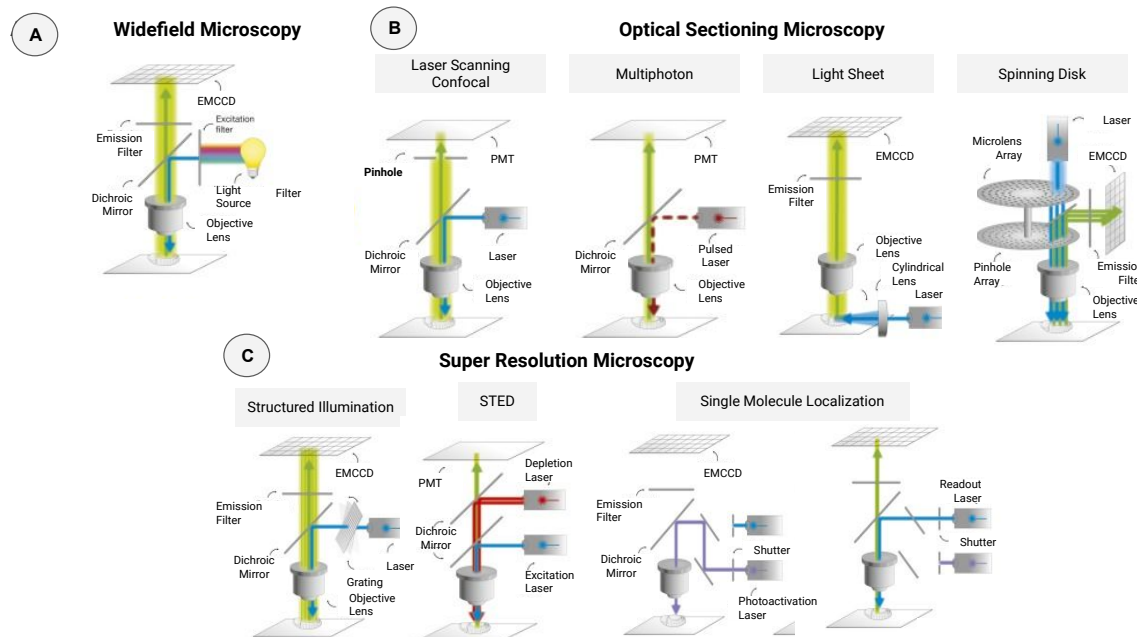 A
Widefield Microscopy
EMCCD
Excitation
filter
Emission
Filter
Dichroic
Mirror
Light
Source
Filter
Objective
Lens
B
Optical Sectioning Microscopy
Laser Scanning
Confocal
PMT
Pinhole
Dichroic
Mirror
Laser
Objective
Lens
Multiphoton
PMT
Dichroic
Mirror
Pulsed
Laser
Objective
Lens
Light Sheet
EMCCD
Emission
Filter
Objective
Lens
Cylindrical
Lens
Laser
Spinning Disk
Laser
Microlens
Array
EMCCD
Pinhole
Array
Emission
Filte
Objective
Lens
C
Super Resolution Microscopy
Structured Illumination
EMCCD
Emission
Filter
Dichroic
Mirror
Laser
Grating
Objective
Lens
STED
PMT
Depletion
Laser
Dichroic
Mirror
Excitation
Laser
Single Molecule Localization
EMCCD
Emission
Filter
Dichroic
Mirror
Shutter
Photoactivation
Laser
Readout
Laser
Shutter